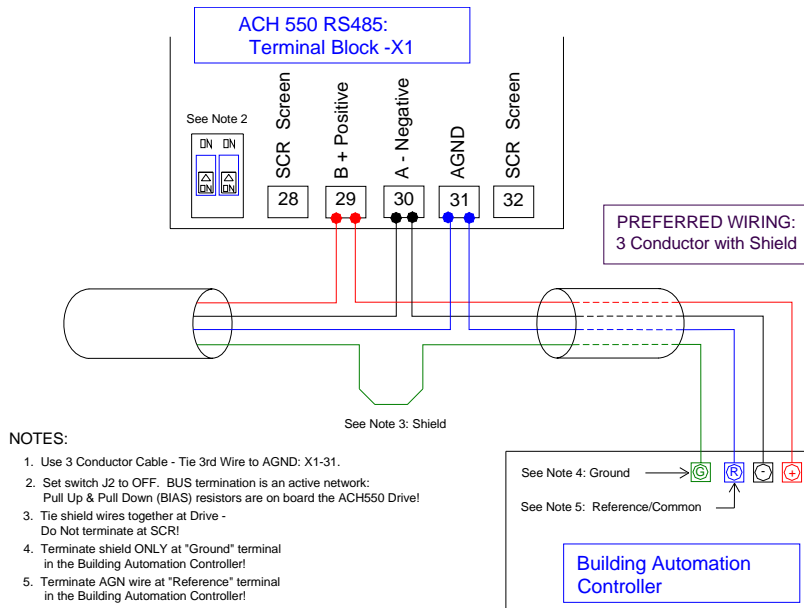 ACH 550 RS485:
Terminal Block -X1
See Note 2
ON ON
ON ON
SCR Screen
B + Positive
A - Negative
AGND
SCR Screen
28
29
30
31
32
PREFERRED WIRING:
3 Conductor with Shield
See Note 3: Shield
NOTES:
1. Use 3 Conductor Cable - Tie 3rd Wire to AGND: X1-31.
2. Set switch J2 to OFF. BUS termination is an active network:
Pull Up & Pull Down (BIAS) resistors are on board the ACH550 Drive!
3. Tie shield wires together at Drive -
Do Not terminate at SCR!
4. Terminate shield ONLY at "Ground" terminal
in the Building Automation Controller!
5. Terminate AGN wire at "Reference" terminal
in the Building Automation Controller!
See Note 4: Ground
G R - +
See Note 5: Reference/Common
Building Automation
Controller